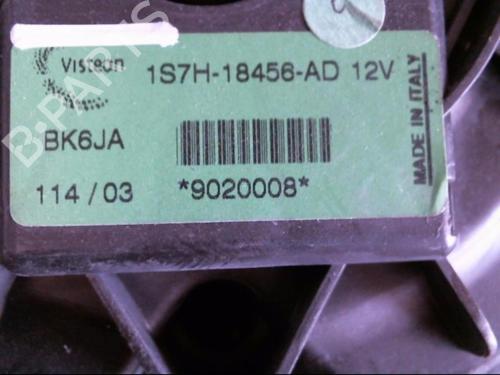 Visteon
1S7H-18456-AD 12V
BK6JA
114 / 03
*9020008*
MADE IN ITALY
B-PARTS